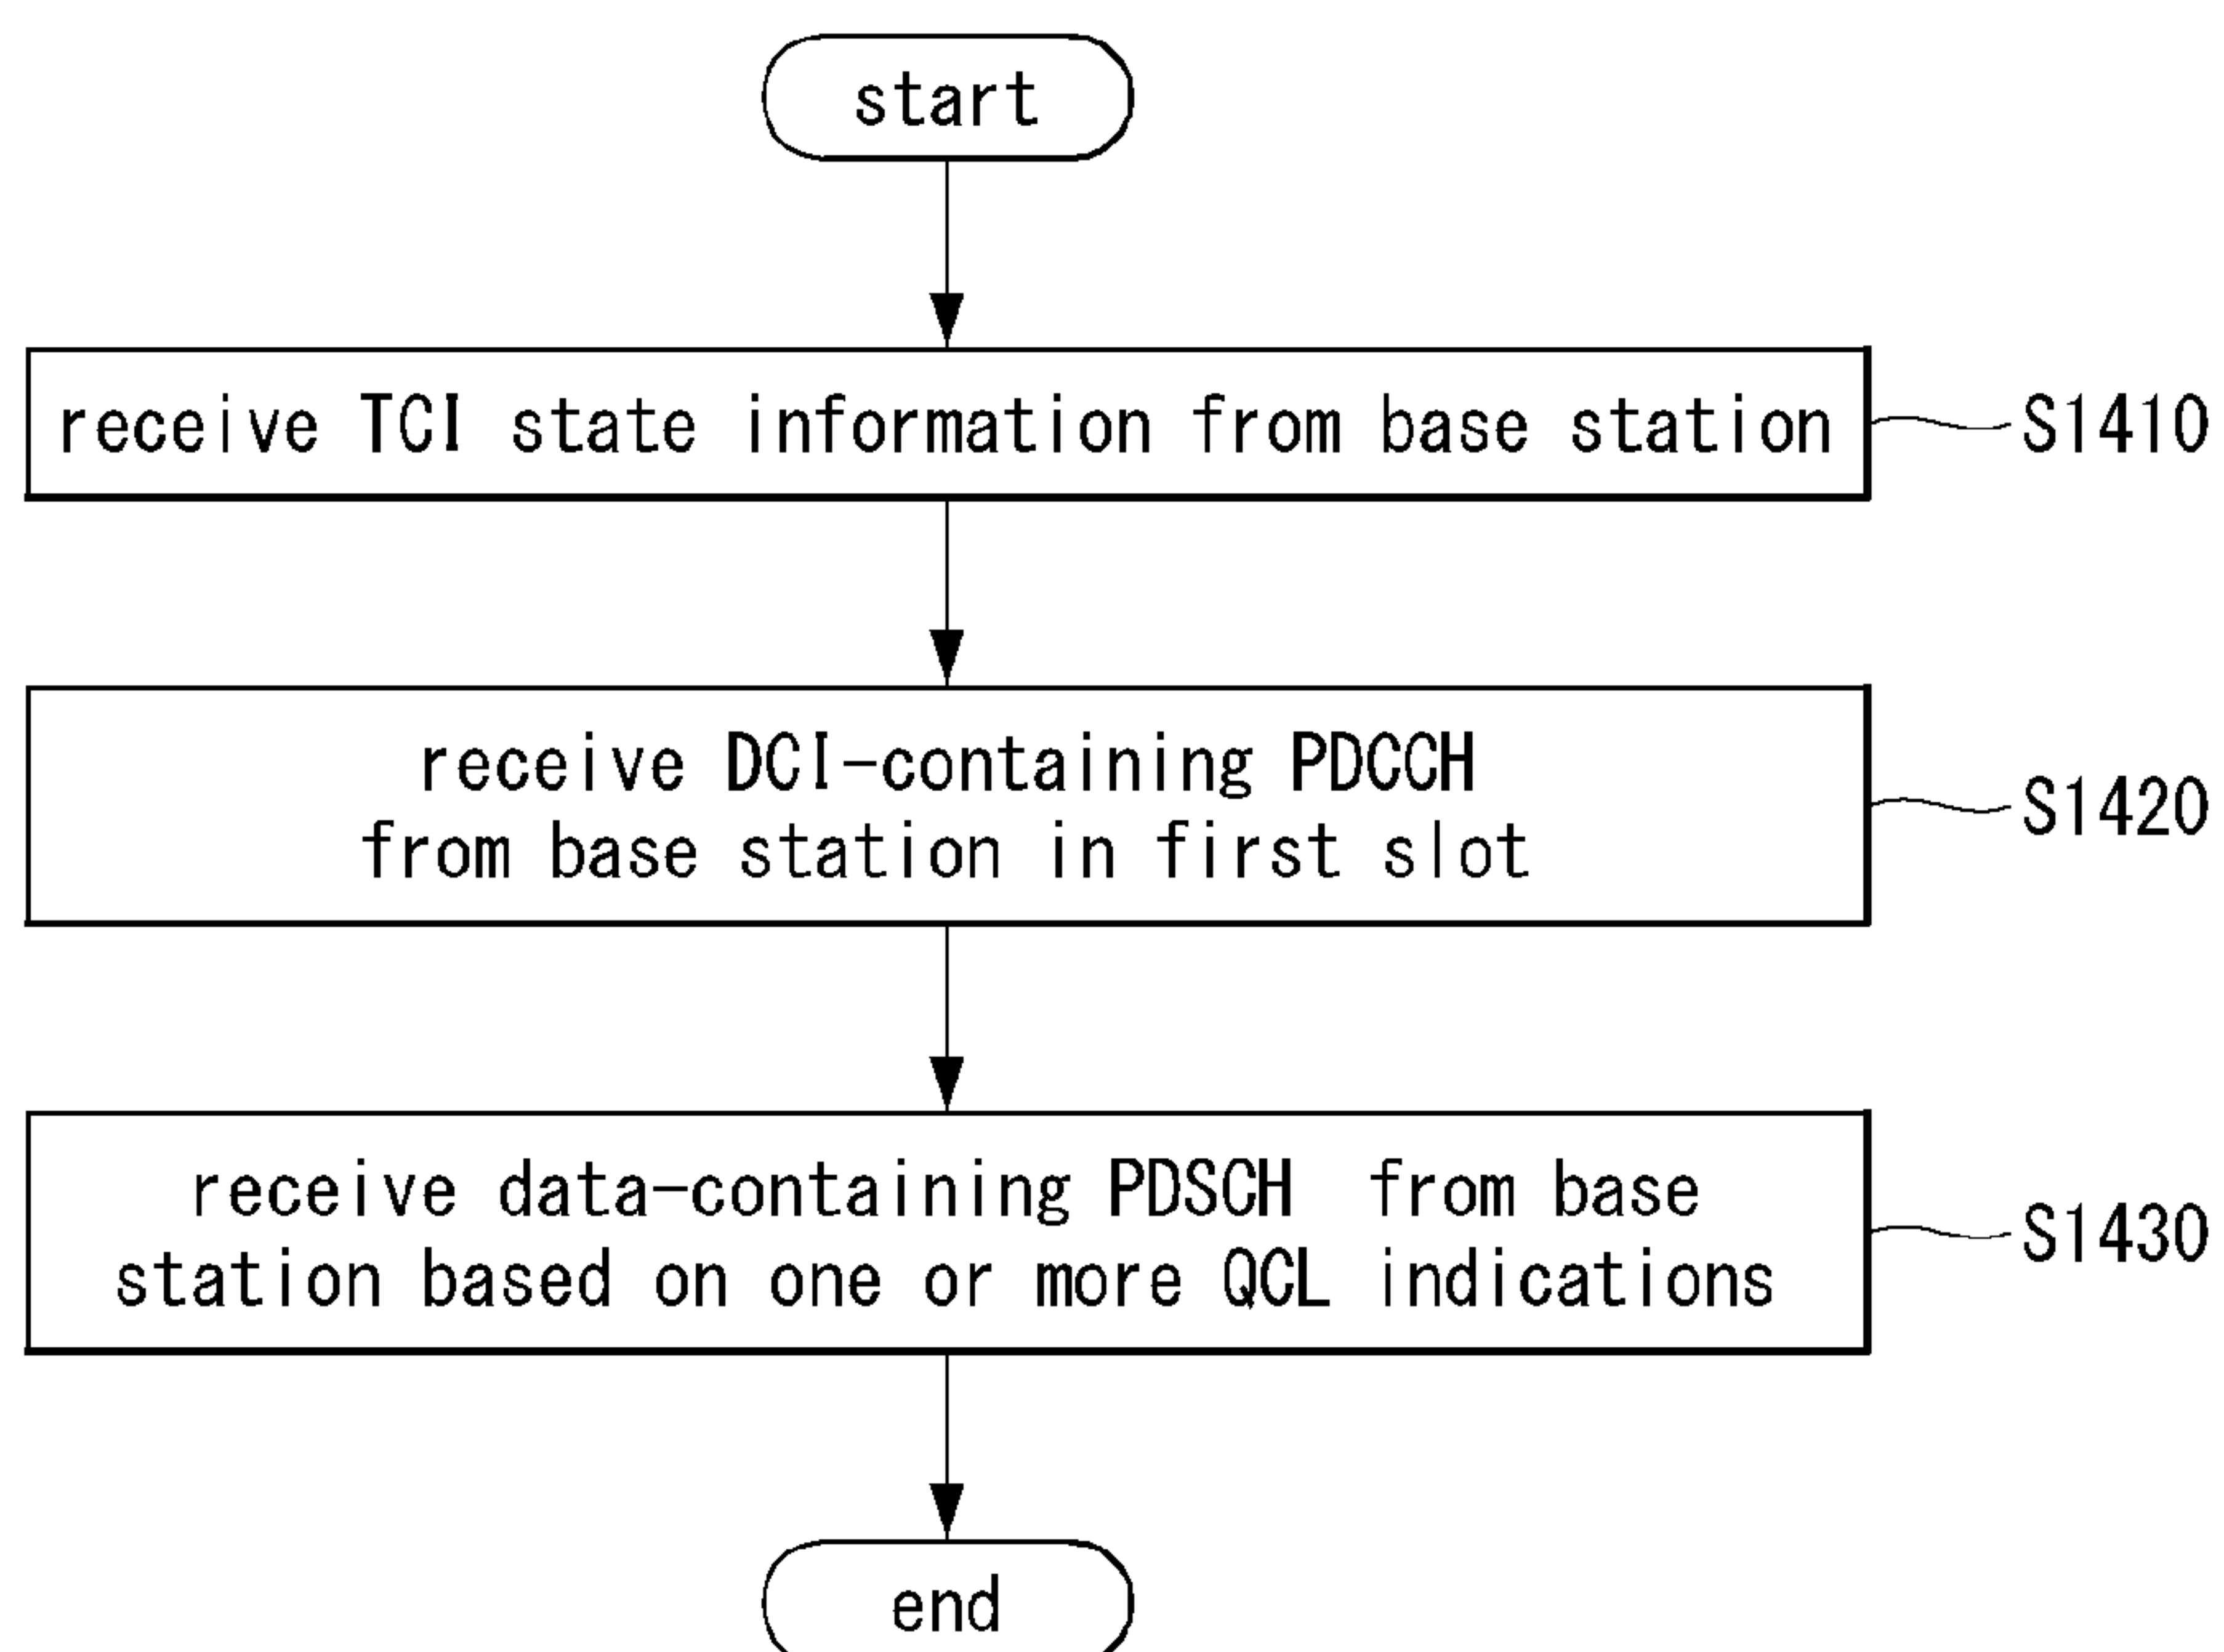 start
receive TCI state information from base station
S1410
receive DCI-containing PDCCH
from base station in first slot
S1420
receive data-containing PDSCH from base
station based on one or more QCL indications
S1430
end